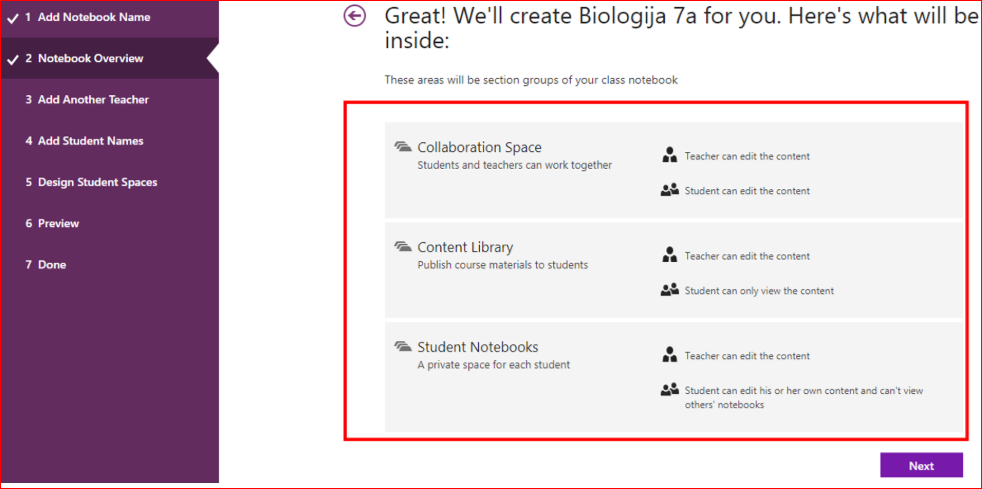 1 Add Notebook Name
2 Notebook Overview
3 Add Another Teacher
4 Add Student Names
5 Design Student Spaces
6 Preview
7 Done
Great! We'll create Biologija 7a for you. Here's what will be
inside:
These areas will be section groups of your class notebook
Collaboration Space
Students and teachers can work together
Teacher can edit the content
Student can edit the content
Content Library
Publish course materials to students
Teacher can edit the content
Student can only view the content
Student Notebooks
A private space for each student
Teacher can edit the content
Student can edit his or her own content and can't view
others' notebooks
Next